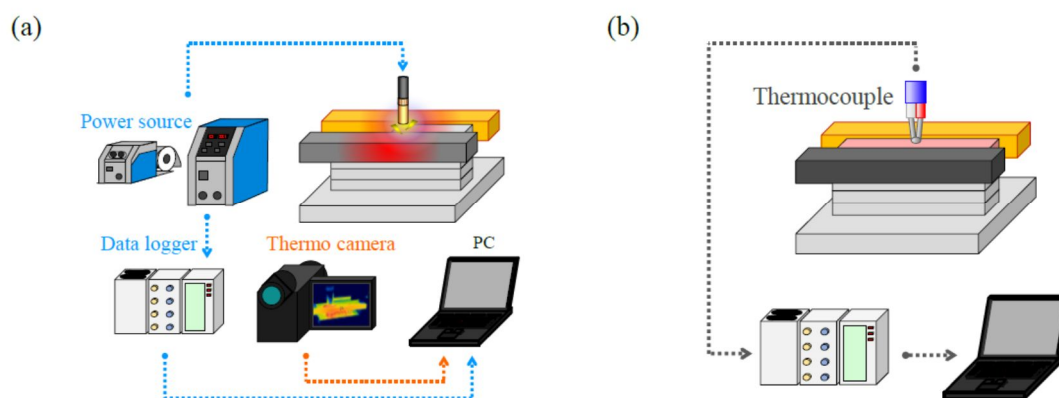 (a)
(b)
Thermocouple
Power source
Data logger
Thermo camera
PC